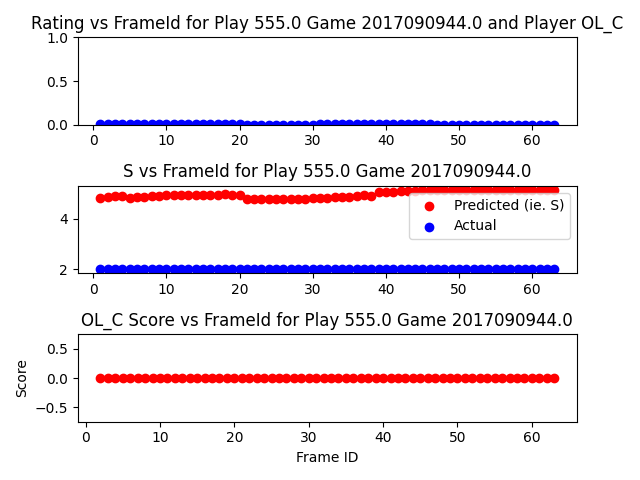 Rating vs FrameId for Play 555.0 Game 2017090944.0 and Player OL_C
1.0
0.5
0.0
0 10 20 30 40 50 60
S vs FrameId for Play 555.0 Game 2017090944.0
4
2
Predicted (ie. S)
Actual
0 10 20 30 40 50 60
OL_C Score vs FrameId for Play 555.0 Game 2017090944.0
Score
0.5
0.0
−0.5
0 10 20 30 40 50 60
Frame ID